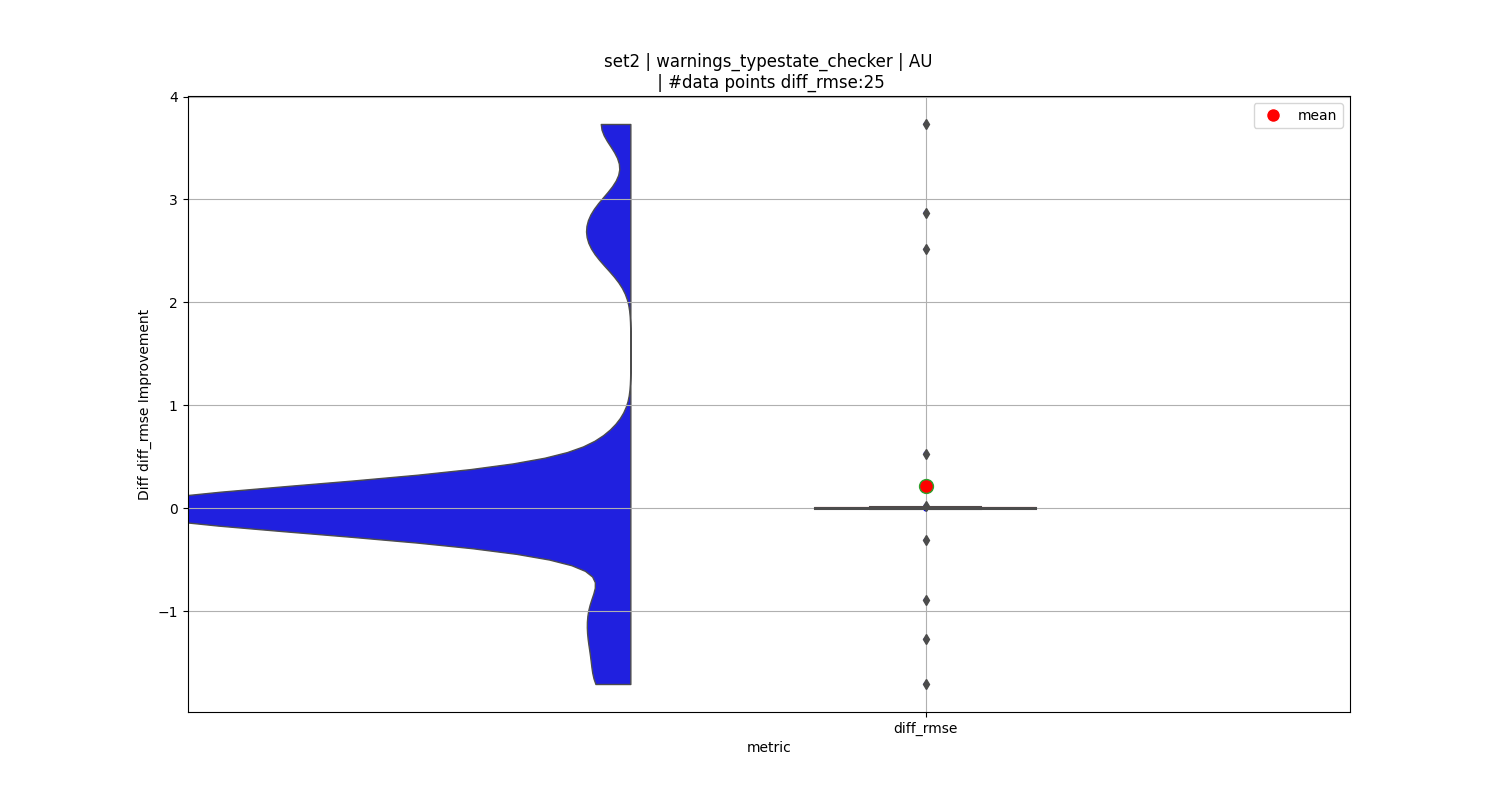 set2 | warnings_typestate_checker | AU
| #data points diff_rmse:25
mean
4
3
2
1
0
−1
Diff diff_rmse Improvement
diff_rmse
metric